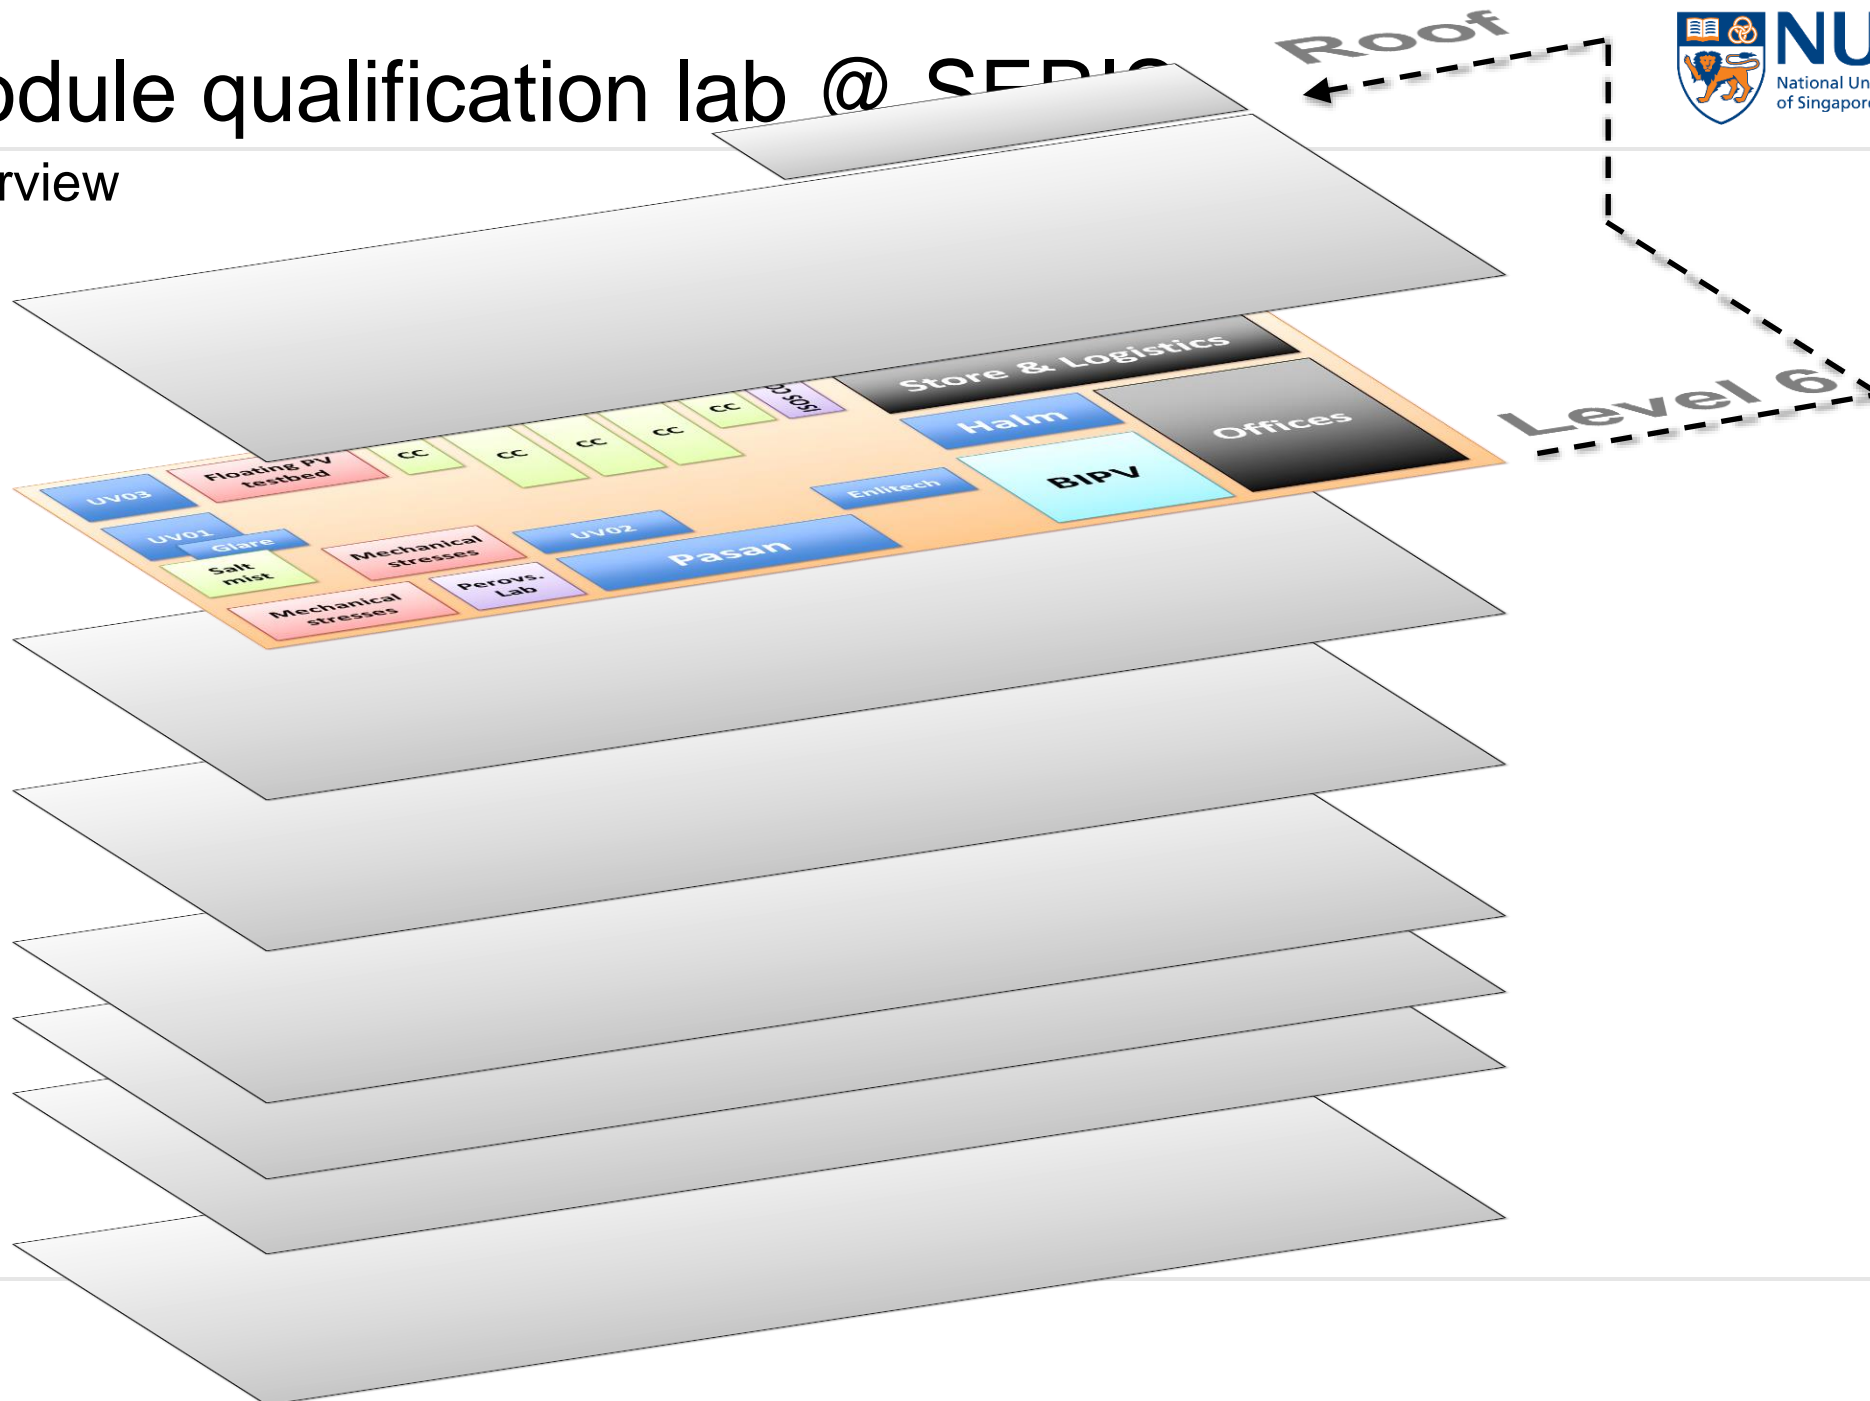 Roof
NU
National Un
of Singapore
odule qualification lab @ SERIS
rview
Store & Logistics
Level 6
CC
CC
CC
CC
CC
Halm
Offices
Floating PV
testbed
BIPV
UV03
Enlitech
UV01
Glare
UV02
Mechanical
stresses
Pasan
Salt
mist
Perovs.
Lab
Mechanical
stresses